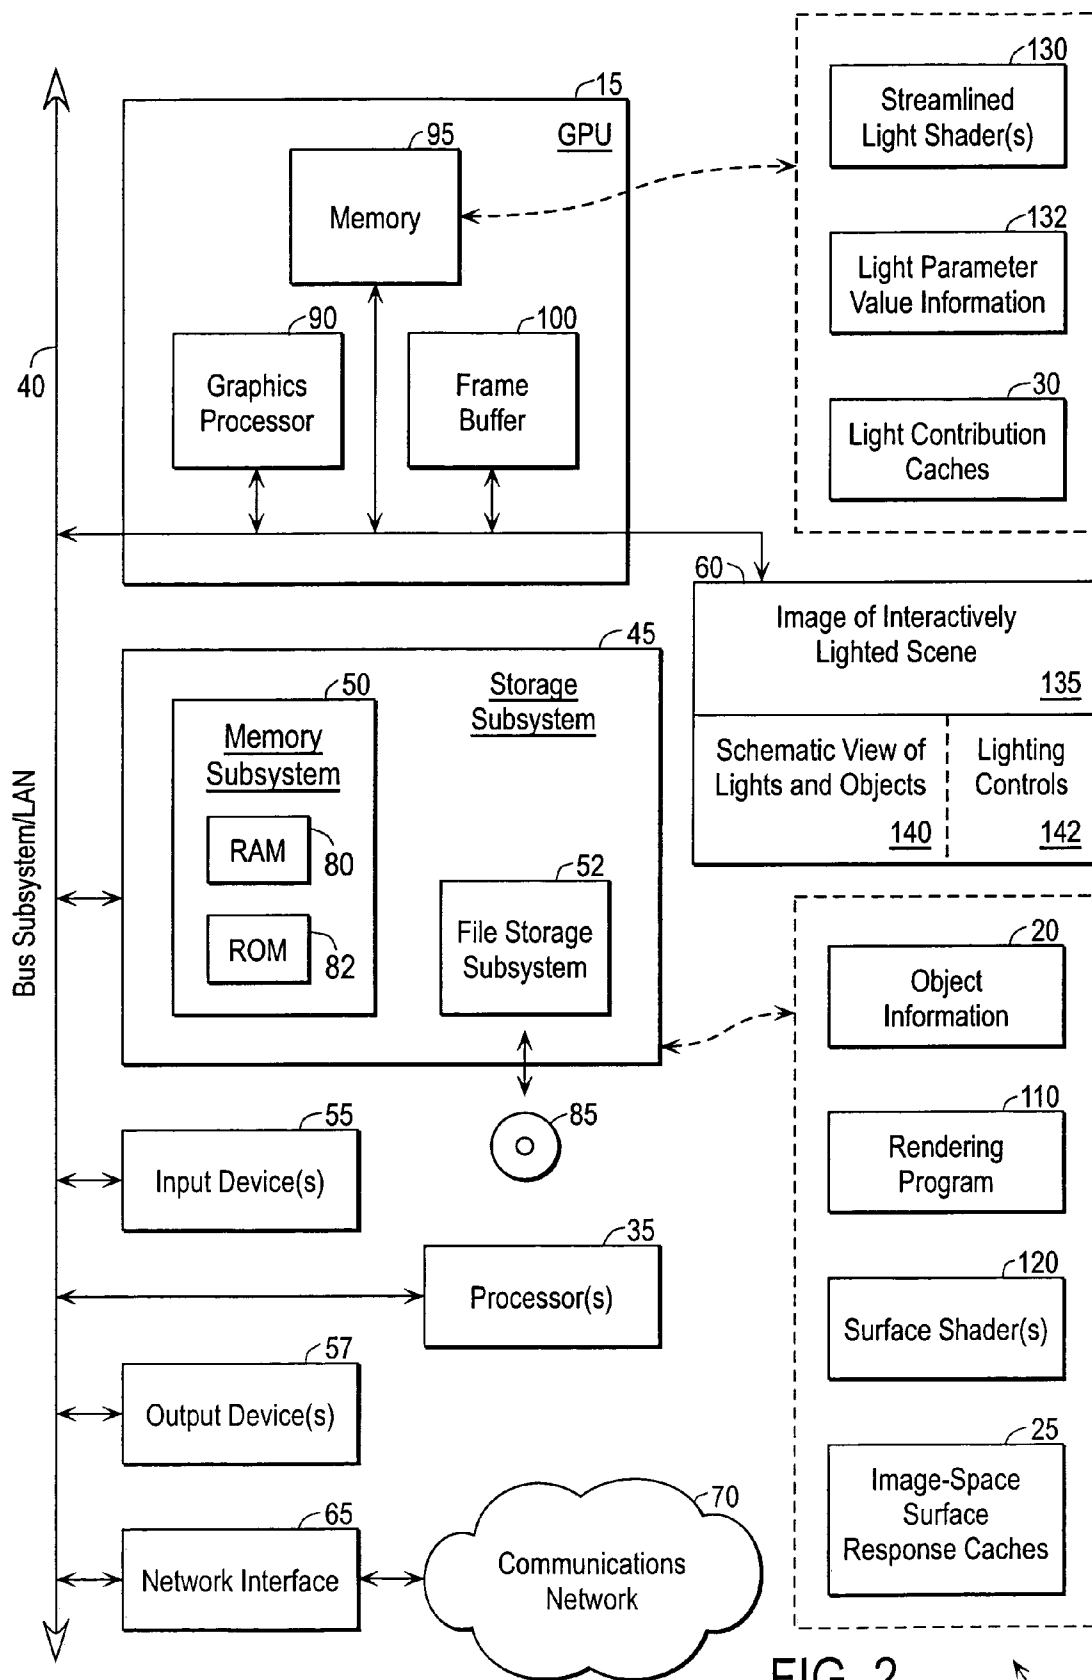 15
GPU
95
Memory
90
Graphics
Processor
100
Frame
Buffer
40
Bus Subsystem/LAN
130
Streamlined
Light Shader(s)
132
Light Parameter
Value Information
30
Light Contribution
Caches
60
Image of Interactively
Lighted Scene
135
Schematic View of
Lights and Objects
140
Lighting
Controls
142
45
Storage
Subsystem
50
Memory
Subsystem
RAM
80
ROM
82
52
File Storage
Subsystem
85
20
Object
Information
110
Rendering
Program
120
Surface Shader(s)
25
Image-Space
Surface
Response Caches
55
Input Device(s)
35
Processor(s)
57
Output Device(s)
65
Network Interface
70
Communications
Network
FIG. 2